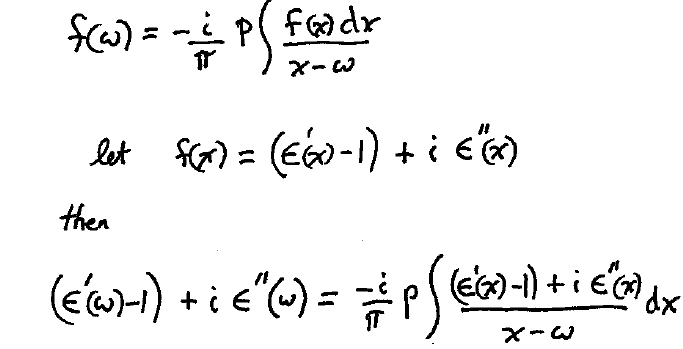 f(ω) = -i/π P∫ f(x)dx/(x-ω)
let f(x) = (ϵ'(x)-1) + i ϵ"(x)
then
(ϵ'(ω)-1) + i ϵ"(ω) = -i/π P∫ ((ϵ'(x)-1) + i ϵ"(x))/(x-ω) dx